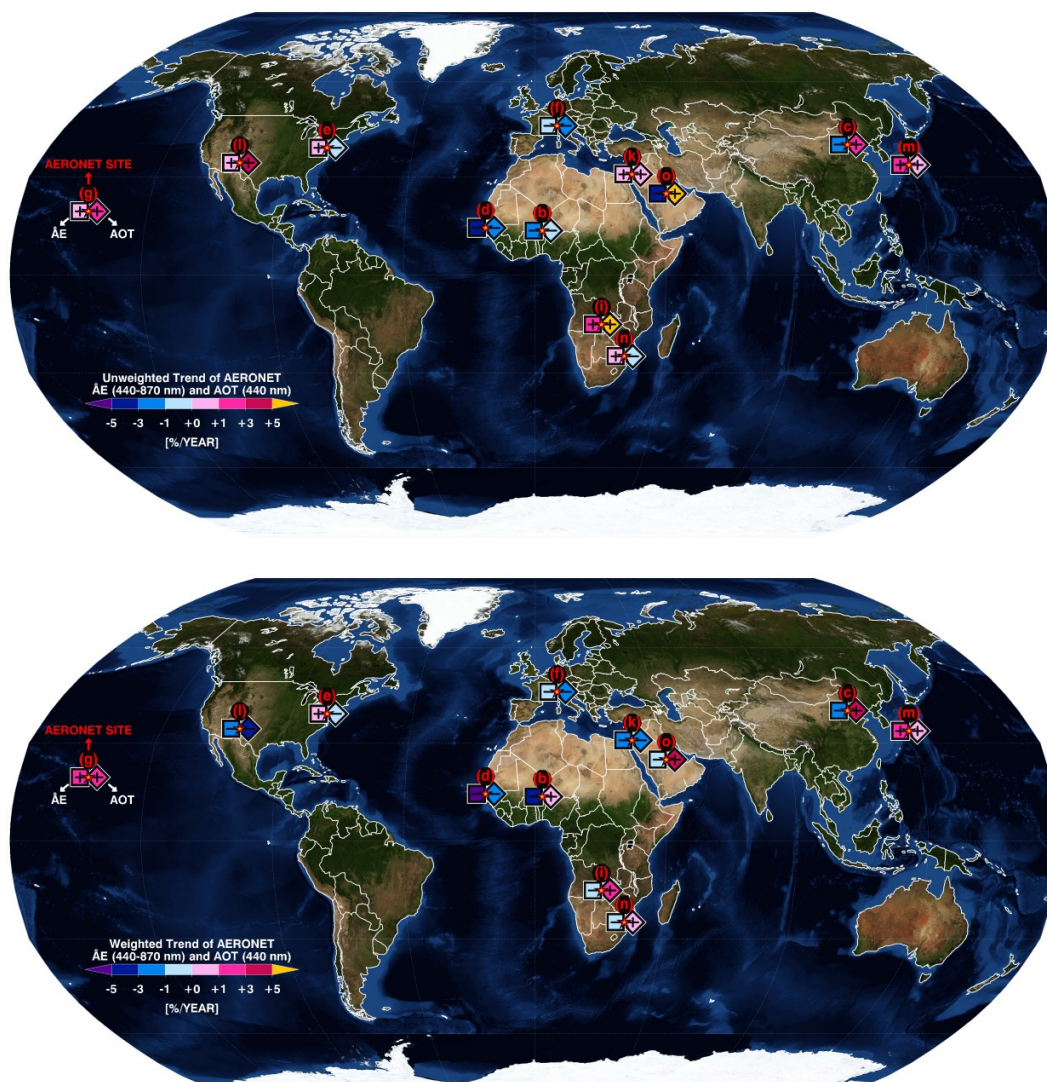 (f)
(c)
(l)
(e)
(m)
AERONET SITE
(k)
(g)
(o)
ÅE
AOT
(d)
(b)
(i)
(n)
Unweighted Trend of AERONET
ÅE (440-870 nm) and AOT (440 nm)
-5 -3 -1 +0 +1 +3 +5
[%/YEAR]
(f)
(c)
(l)
(e)
(m)
AERONET SITE
(k)
(g)
(o)
ÅE
AOT
(d)
(b)
(i)
(n)
Weighted Trend of AERONET
ÅE (440-870 nm) and AOT (440 nm)
-5 -3 -1 +0 +1 +3 +5
[%/YEAR]